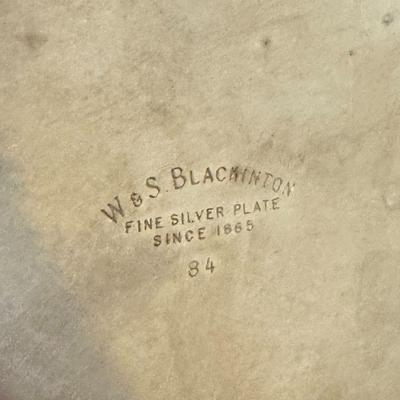 W & S. BLACKINTON
FINE SILVER PLATE
SINCE 1865
84